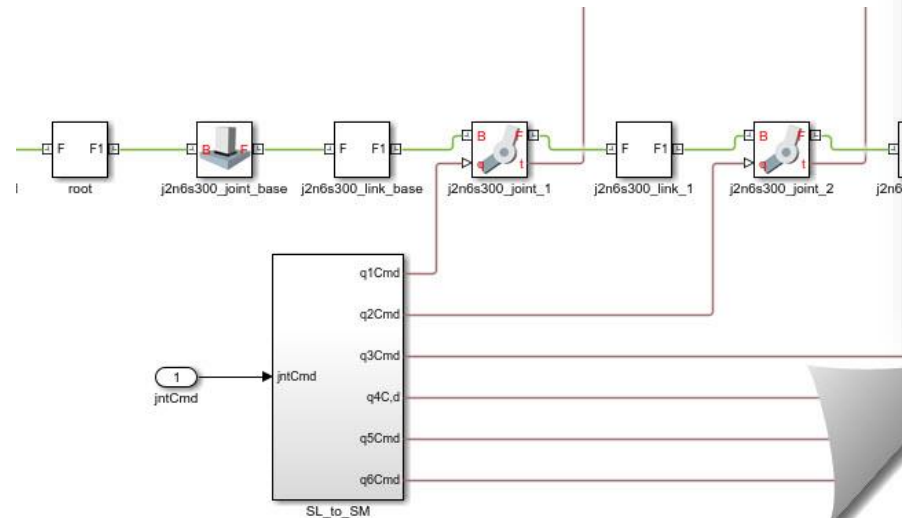 F F1
root
B F
j2n6s300_joint_base
F F1
j2n6s300_link_base
B F
q t
j2n6s300_joint_1
F F1
j2n6s300_link_1
B F
q t
j2n6s300_joint_2
j2n6
q1Cmd
q2Cmd
q3Cmd
q4C,d
q5Cmd
q6Cmd
jntCmd
SL_to_SM
1
jntCmd